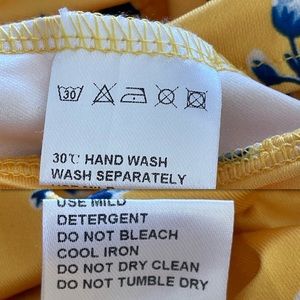 30
30℃ HAND WASH
WASH SEPARATELY
USE MILD
DETERGENT
DO NOT BLEACH
COOL IRON
DO NOT DRY CLEAN
DO NOT TUMBLE DRY